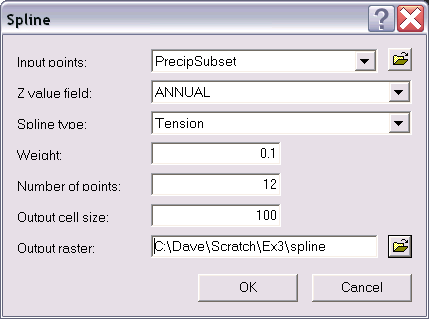 Spline
Input points: PrecipSubset
Z value field: ANNUAL
Spline type: Tension
Weight: 0.1
Number of points: 12
Output cell size: 100
Output raster: C:\Dave\Scratch\Ex3\spline
OK Cancel